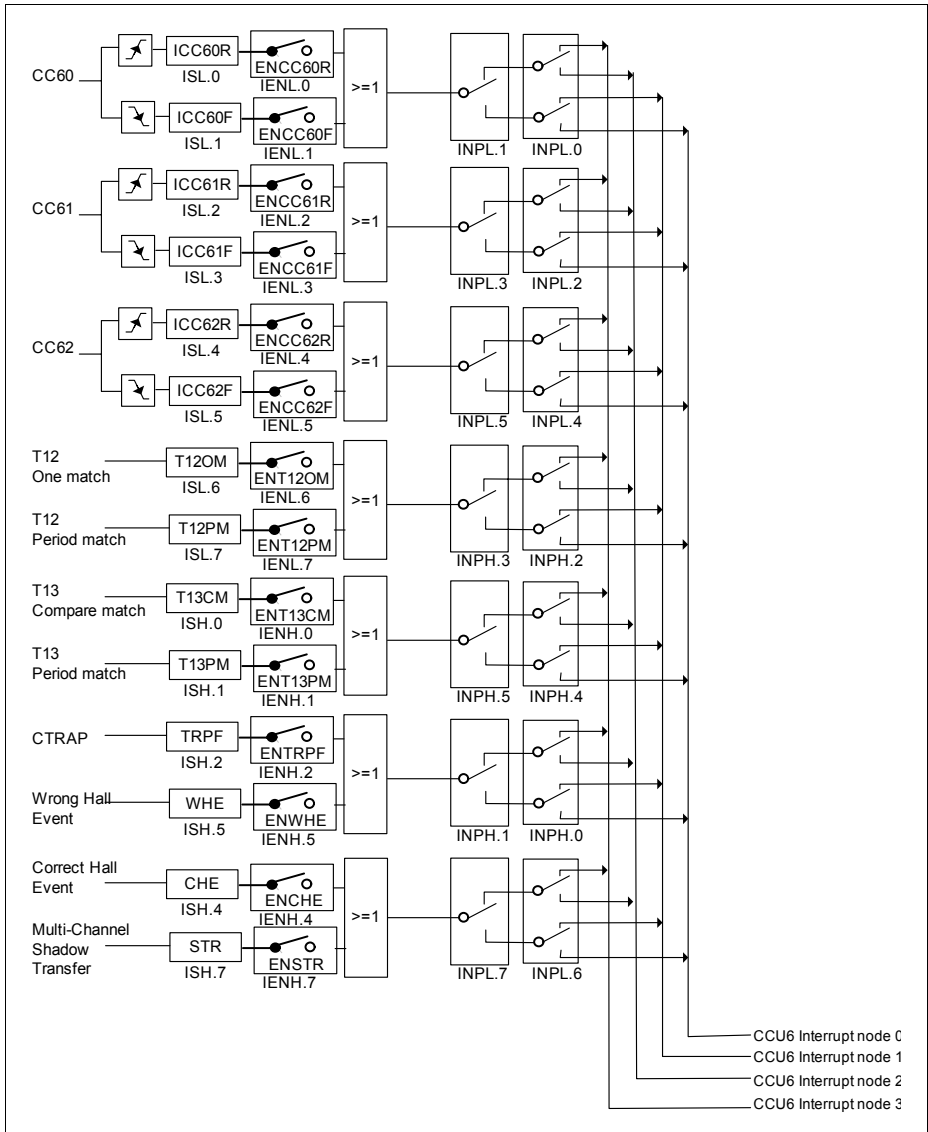 CC60
ICC60R
ISL.0
ENCC60R
IENL.0
ICC60F
ISL.1
ENCC60F
IENL.1
>=1
INPL.1
INPL.0
CC61
ICC61R
ISL.2
ENCC61R
IENL.2
ICC61F
ISL.3
ENCC61F
IENL.3
>=1
INPL.3
INPL.2
CC62
ICC62R
ISL.4
ENCC62R
IENL.4
ICC62F
ISL.5
ENCC62F
IENL.5
>=1
INPL.5
INPL.4
T12
One match
T12OM
ISL.6
ENT12OM
IENL.6
T12
Period match
T12PM
ISL.7
ENT12PM
IENL.7
>=1
INPH.3
INPH.2
T13
Compare match
T13CM
ISH.0
ENT13CM
IENH.0
T13
Period match
T13PM
ISH.1
ENT13PM
IENH.1
>=1
INPH.5
INPH.4
CTRAP
TRPF
ISH.2
ENTRPF
IENH.2
Wrong Hall
Event
WHE
ISH.5
ENWHE
IENH.5
>=1
INPH.1
INPH.0
Correct Hall
Event
CHE
ISH.4
ENCHE
IENH.4
Multi-Channel
Shadow
Transfer
STR
ISH.7
ENSTR
IENH.7
>=1
INPL.7
INPL.6
CCU6 Interrupt node 0
CCU6 Interrupt node 1
CCU6 Interrupt node 2
CCU6 Interrupt node 3